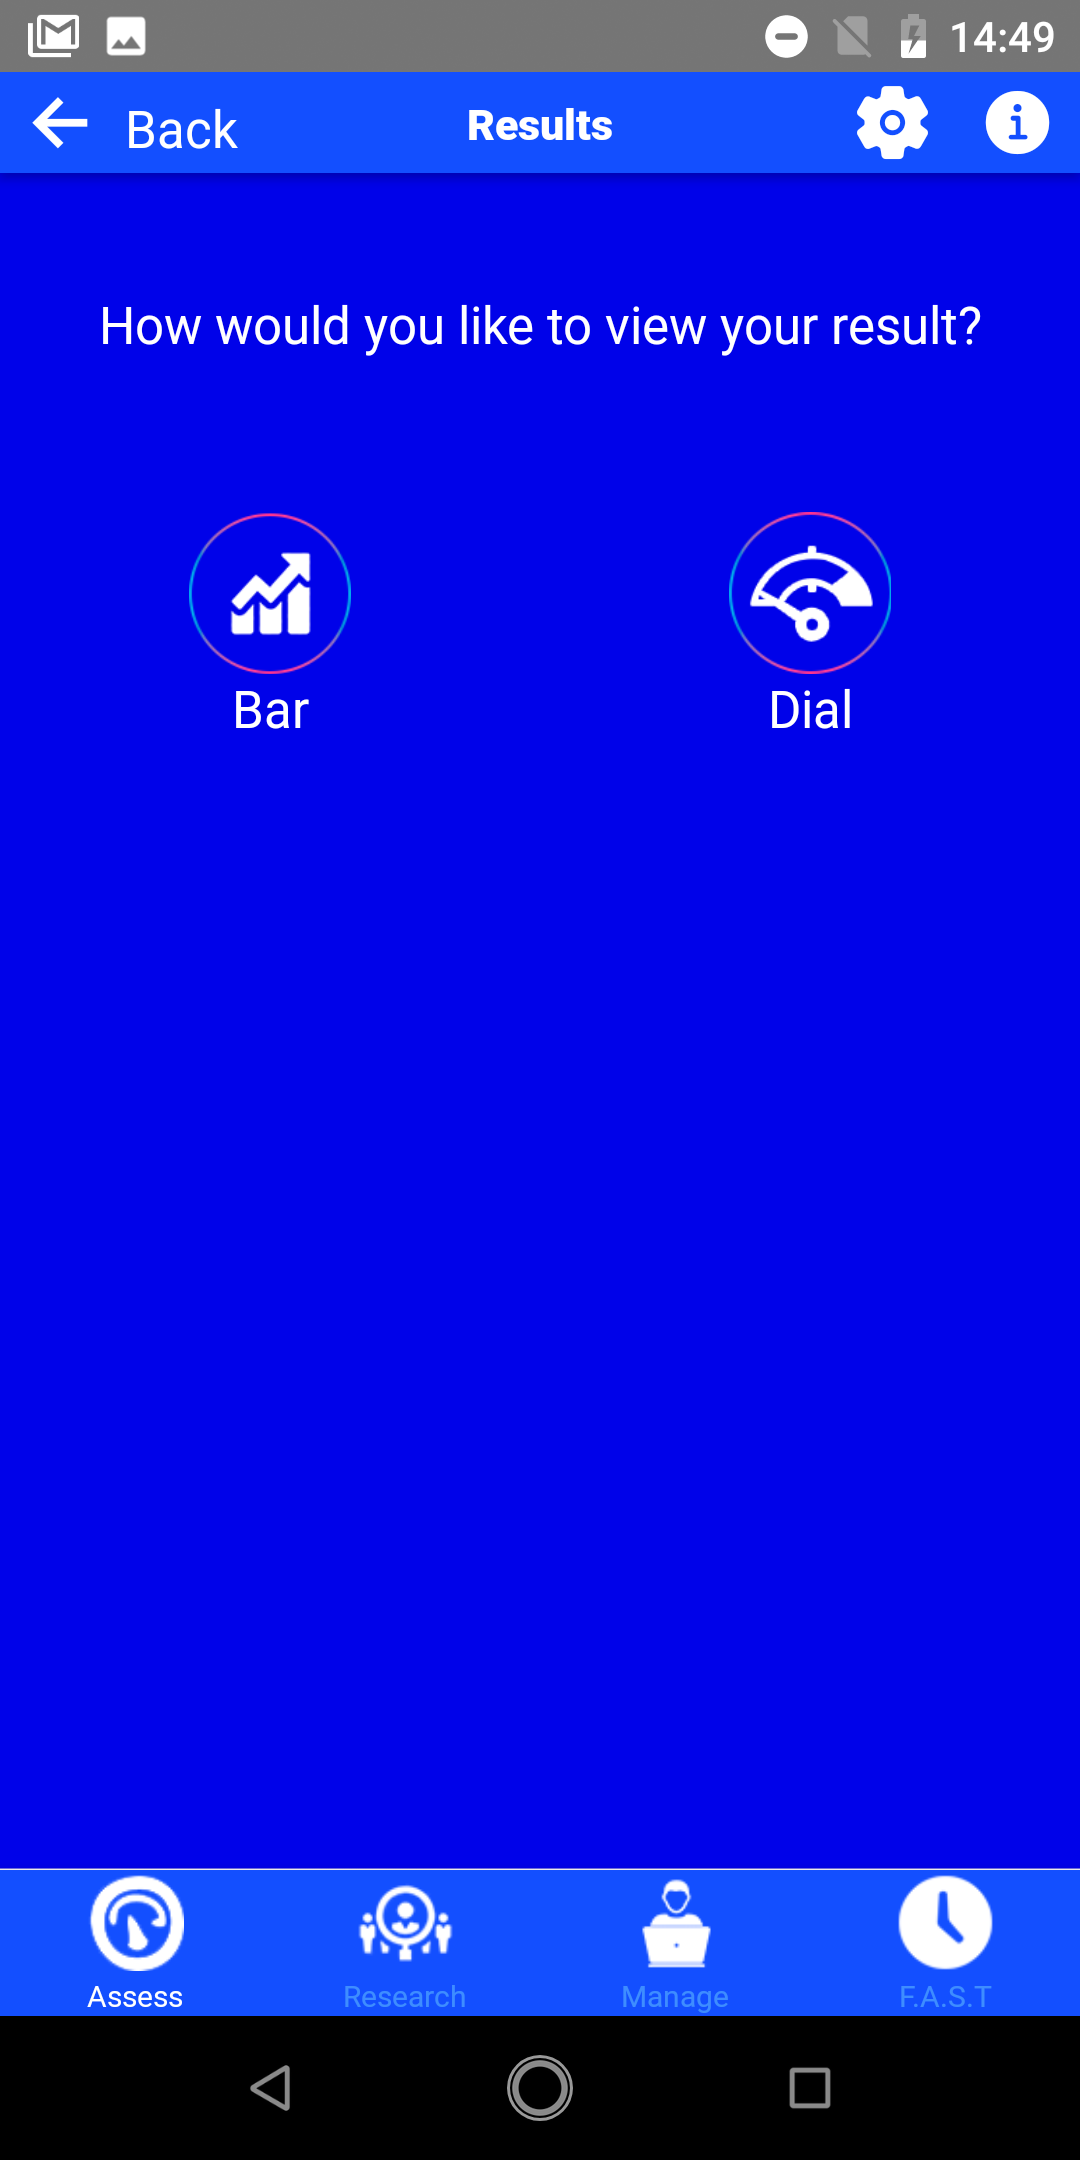 14:49
Back
Results
How would you like to view your result?
Bar
Dial
Assess
Research
Manage
F.A.S.T